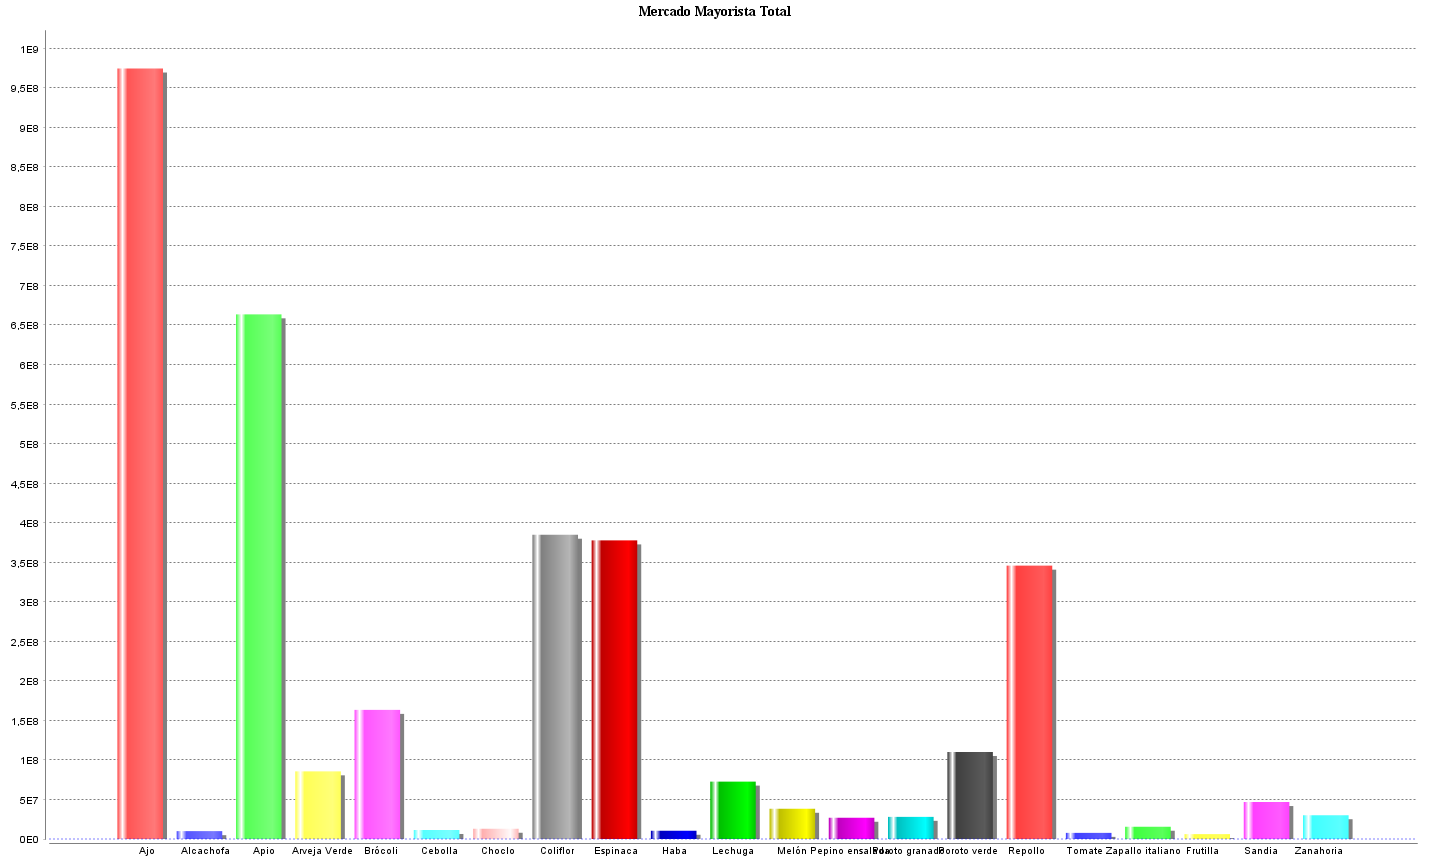 Mercado Mayorista Total
1E9
9,5E8
9E8
8,5E8
8E8
7,5E8
7E8
6,5E8
6E8
5,5E8
5E8
4,5E8
4E8
3,5E8
3E8
2,5E8
2E8
1,5E8
1E8
5E7
0E0
Ajo Alcachofa Apio Arveja Verde Brócoli Cebolla Choclo Coliflor Espinaca Haba Lechuga Melón Pepino ensalada Poroto granado Poroto verde Repollo Tomate Zapallo italiano Frutilla Sandia Zanahoria